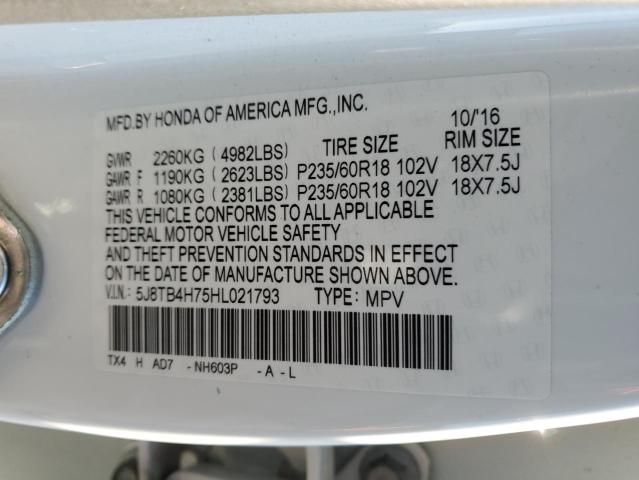 MFD.BY HONDA OF AMERICA MFG.,INC. 10/'16
TIRE SIZE RIM SIZE
GVWR 2260KG (4982LBS)
GAWR F 1190KG (2623LBS) P235/60R18 102V 18X7.5J
GAWR R 1080KG (2381LBS) P235/60R18 102V 18X7.5J
THIS VEHICLE CONFORMS TO ALL APPLICABLE
FEDERAL MOTOR VEHICLE SAFETY
AND THEFT PREVENTION STANDARDS IN EFFECT
ON THE DATE OF MANUFACTURE SHOWN ABOVE.
V.I.N.: 5J8TB4H75HL021793 TYPE: MPV
TX4 H AD7 -NH603P -A-L